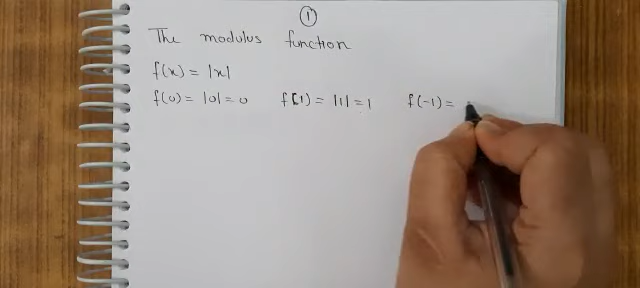 ①
The modulus function
f(x) = |x|
f(0) = |0| = 0 f(1) = |1| = 1 f(-1) =